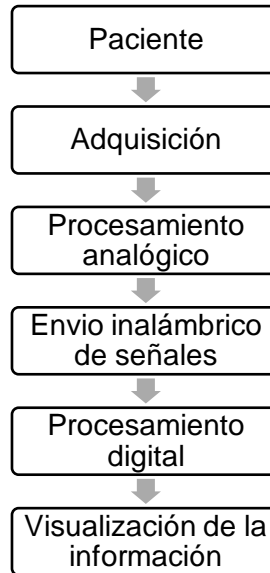 Paciente
Adquisición
Procesamiento
analógico
Envio inalámbrico
de señales
Procesamiento
digital
Visualización de la
información